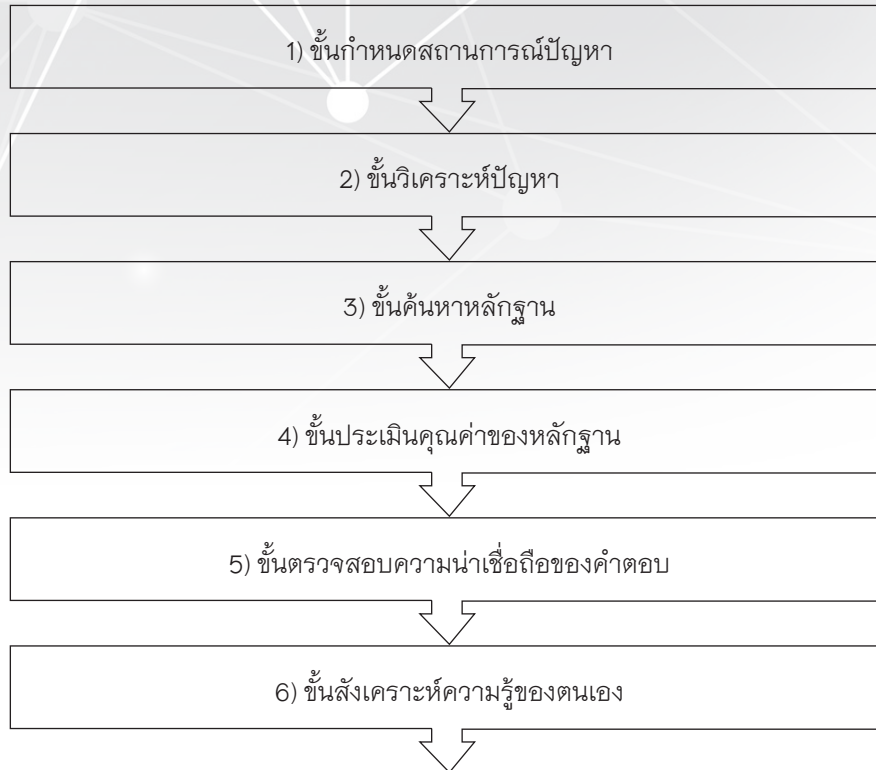 1) ขั้นกำหนดสถานการณ์ปัญหา
2) ขั้นวิเคราะห์ปัญหา
3) ขั้นค้นหาหลักฐาน
4) ขั้นประเมินคุณค่าของหลักฐาน
5) ขั้นตรวจสอบความน่าเชื่อถือของคำตอบ
6) ขั้นสังเคราะห์ความรู้ของตนเอง